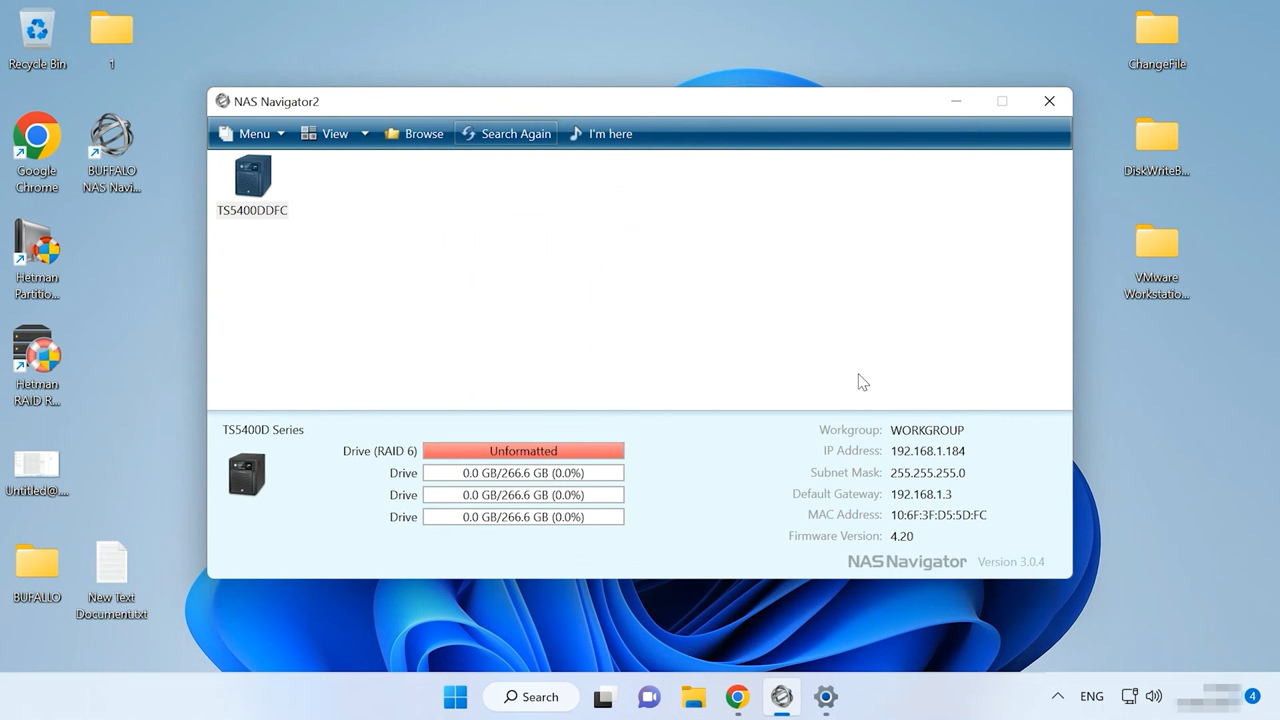 Recycle Bin
1
ChangeFile
Google
Chrome
BUFFALO
NAS Navi...
DiskWriteB...
Hetman
Partitio...
VMware
Workstatio...
Hetman
RAID R...
Untitled@....
BUFALLO
New Text
Document.txt
NAS Navigator2
Menu View Browse Search Again I'm here
TS5400DDFC
TS5400D Series
Drive (RAID 6) Unformatted
Drive 0.0 GB/266.6 GB (0.0%)
Drive 0.0 GB/266.6 GB (0.0%)
Drive 0.0 GB/266.6 GB (0.0%)
Workgroup: WORKGROUP
IP Address: 192.168.1.184
Subnet Mask: 255.255.255.0
Default Gateway: 192.168.1.3
MAC Address: 10:6F:3F:D5:5D:FC
Firmware Version: 4.20
NAS Navigator Version 3.0.4
Search
ENG
4